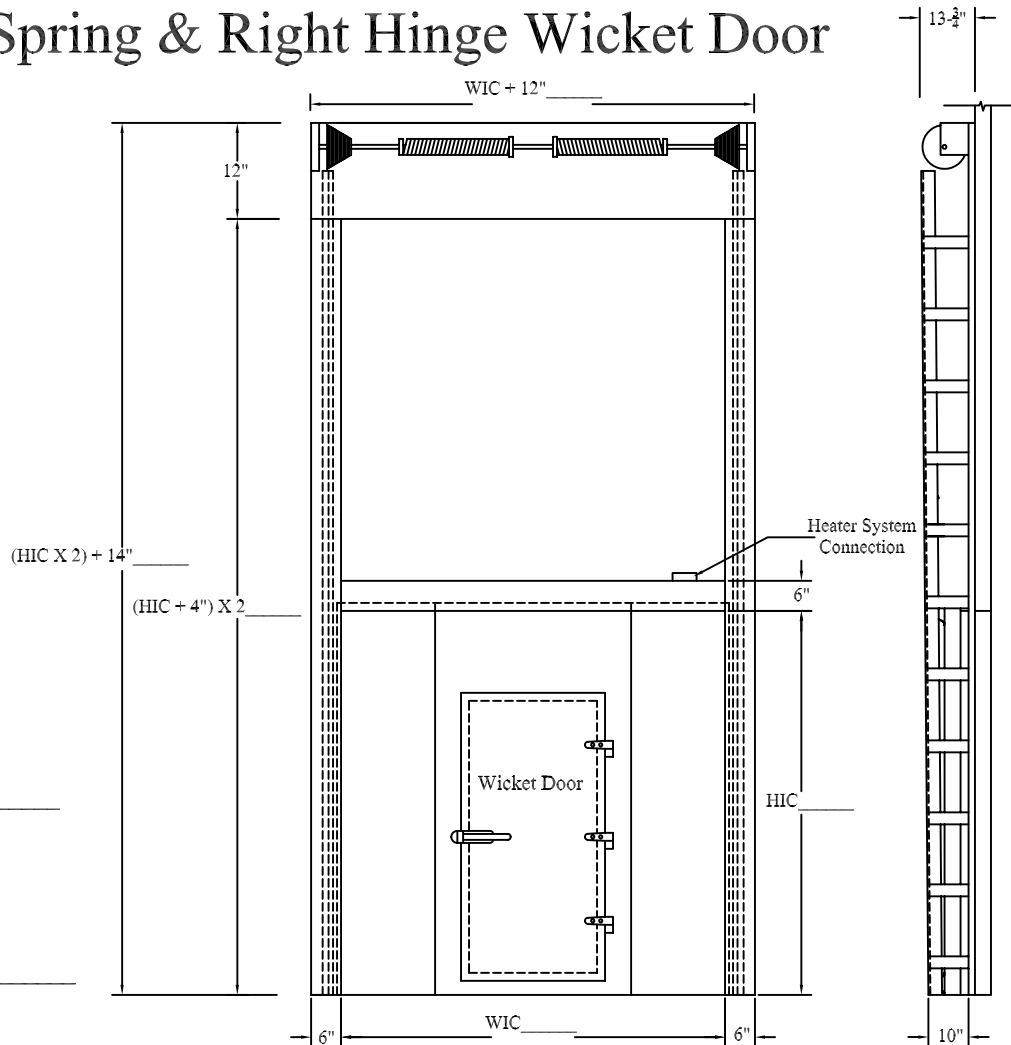 Spring & Right Hinge Wicket Door
13-3/4"
WIC + 12"______
12"
Heater System
Connection
(HIC X 2) + 14"______
6"
(HIC + 4") X 2______
Wicket Door
HIC______
WIC______
6"
6"
10"